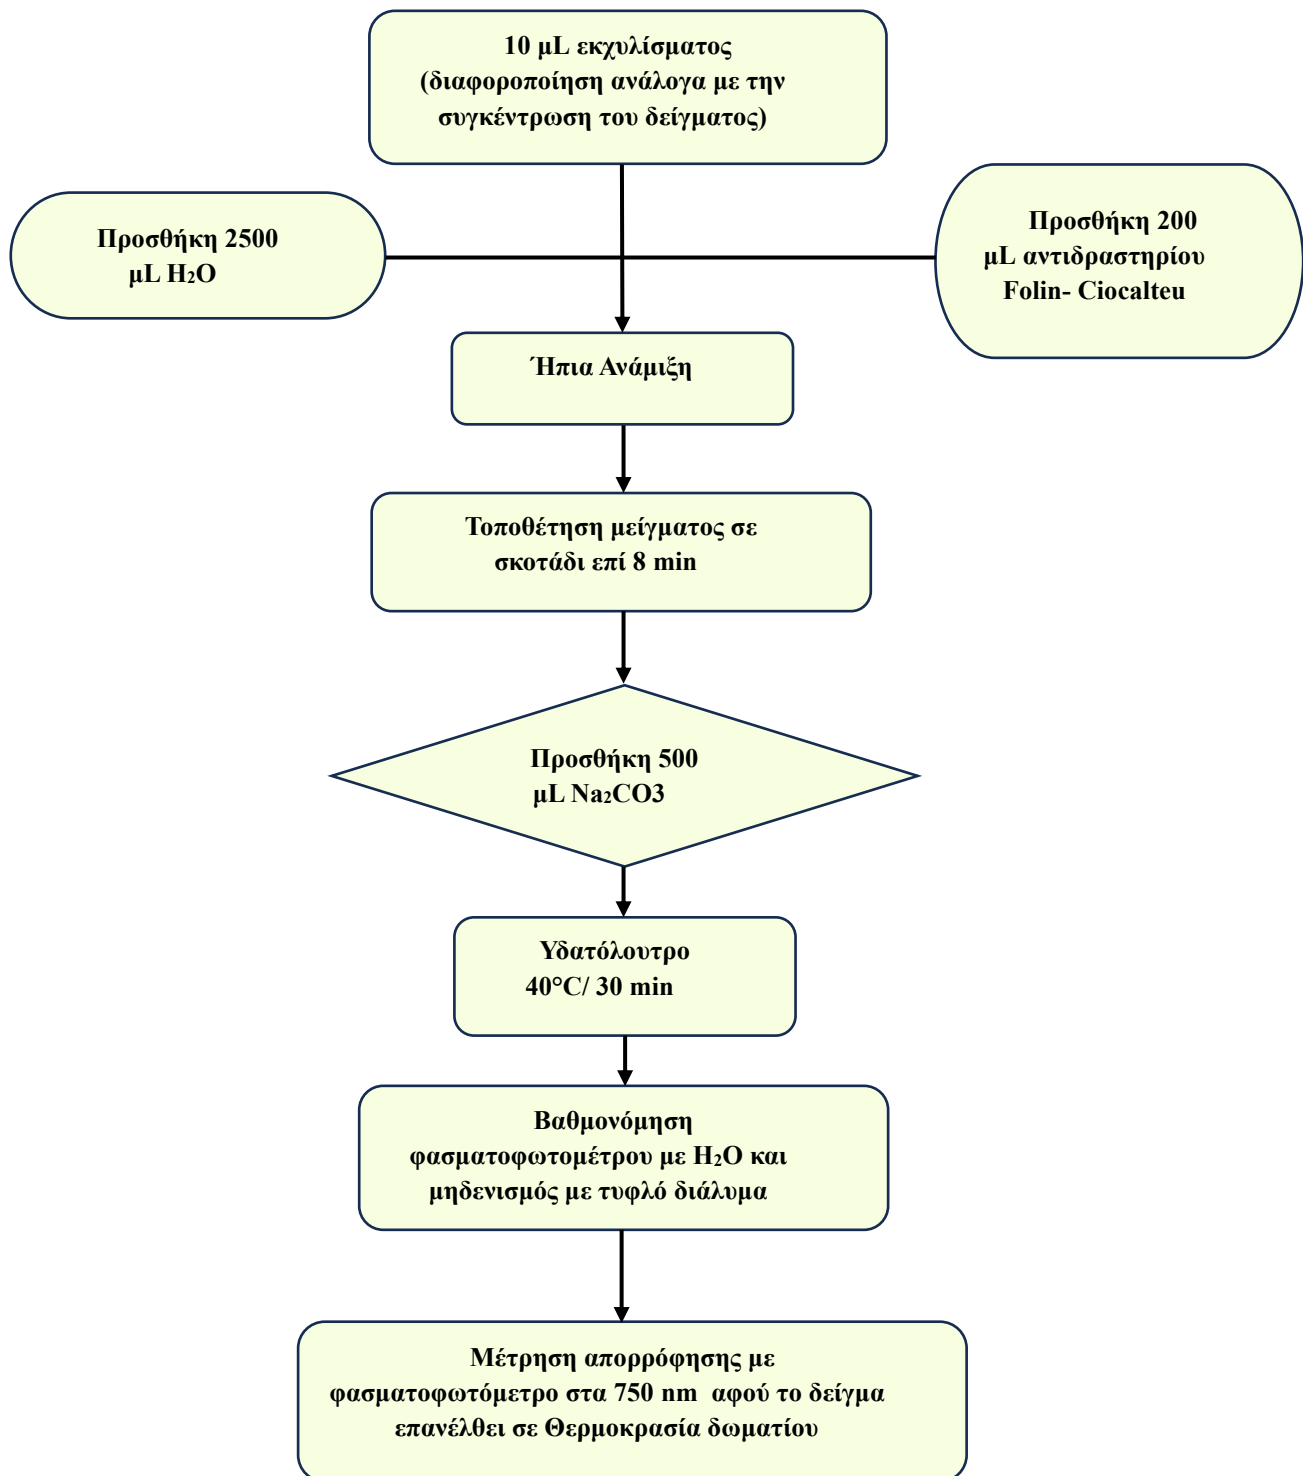 10 μL εκχυλίσματος
(διαφοροποίηση ανάλογα με την
συγκέντρωση του δείγματος)
Προσθήκη 2500
μL H₂O
Προσθήκη 200
μL αντιδραστηρίου
Folin- Ciocalteu
Ήπια Ανάμιξη
Τοποθέτηση μείγματος σε
σκοτάδι επί 8 min
Προσθήκη 500
μL Na₂CO3
Υδατόλουτρο
40°C/ 30 min
Βαθμονόμηση
φασματοφωτομέτρου με H₂O και
μηδενισμός με τυφλό διάλυμα
Μέτρηση απορρόφησης με
φασματοφωτόμετρο στα 750 nm αφού το δείγμα
επανέλθει σε Θερμοκρασία δωματίου